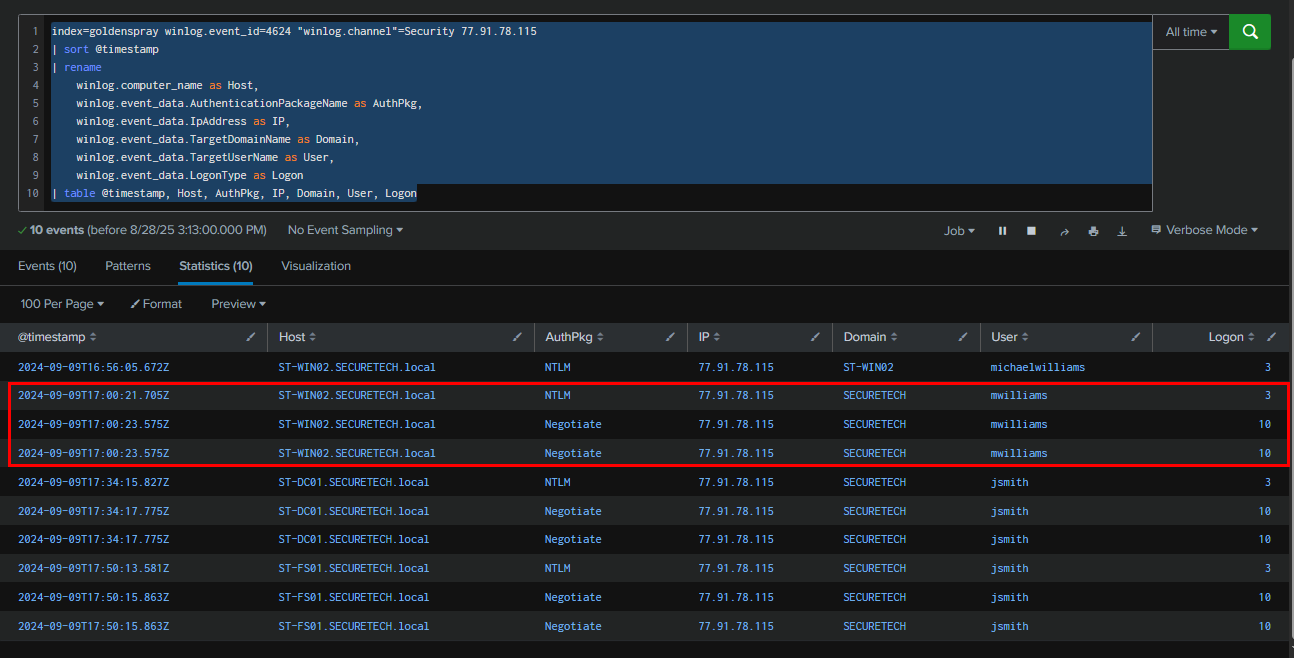 1 index=goldenspray winlog.event_id=4624 "winlog.channel"=Security 77.91.78.115
2 | sort @timestamp
3 | rename
4 winlog.computer_name as Host,
5 winlog.event_data.AuthenticationPackageName as AuthPkg,
6 winlog.event_data.IpAddress as IP,
7 winlog.event_data.TargetDomainName as Domain,
8 winlog.event_data.TargetUserName as User,
9 winlog.event_data.LogonType as Logon
10 | table @timestamp, Host, AuthPkg, IP, Domain, User, Logon
All time
10 events (before 8/28/25 3:13:00.000 PM) No Event Sampling Job Verbose Mode
Events (10) Patterns Statistics (10) Visualization
100 Per Page Format Preview
@timestamp Host AuthPkg IP Domain User Logon
2024-09-09T16:56:05.672Z ST-WIN02.SECURETECH.local NTLM 77.91.78.115 ST-WIN02 michaelwilliams 3
2024-09-09T17:00:21.705Z ST-WIN02.SECURETECH.local NTLM 77.91.78.115 SECURETECH mwilliams 3
2024-09-09T17:00:23.575Z ST-WIN02.SECURETECH.local Negotiate 77.91.78.115 SECURETECH mwilliams 10
2024-09-09T17:00:23.575Z ST-WIN02.SECURETECH.local Negotiate 77.91.78.115 SECURETECH mwilliams 10
2024-09-09T17:34:15.827Z ST-DC01.SECURETECH.local NTLM 77.91.78.115 SECURETECH jsmith 3
2024-09-09T17:34:17.775Z ST-DC01.SECURETECH.local Negotiate 77.91.78.115 SECURETECH jsmith 10
2024-09-09T17:34:17.775Z ST-DC01.SECURETECH.local Negotiate 77.91.78.115 SECURETECH jsmith 10
2024-09-09T17:50:13.581Z ST-FS01.SECURETECH.local NTLM 77.91.78.115 SECURETECH jsmith 3
2024-09-09T17:50:15.863Z ST-FS01.SECURETECH.local Negotiate 77.91.78.115 SECURETECH jsmith 10
2024-09-09T17:50:15.863Z ST-FS01.SECURETECH.local Negotiate 77.91.78.115 SECURETECH jsmith 10